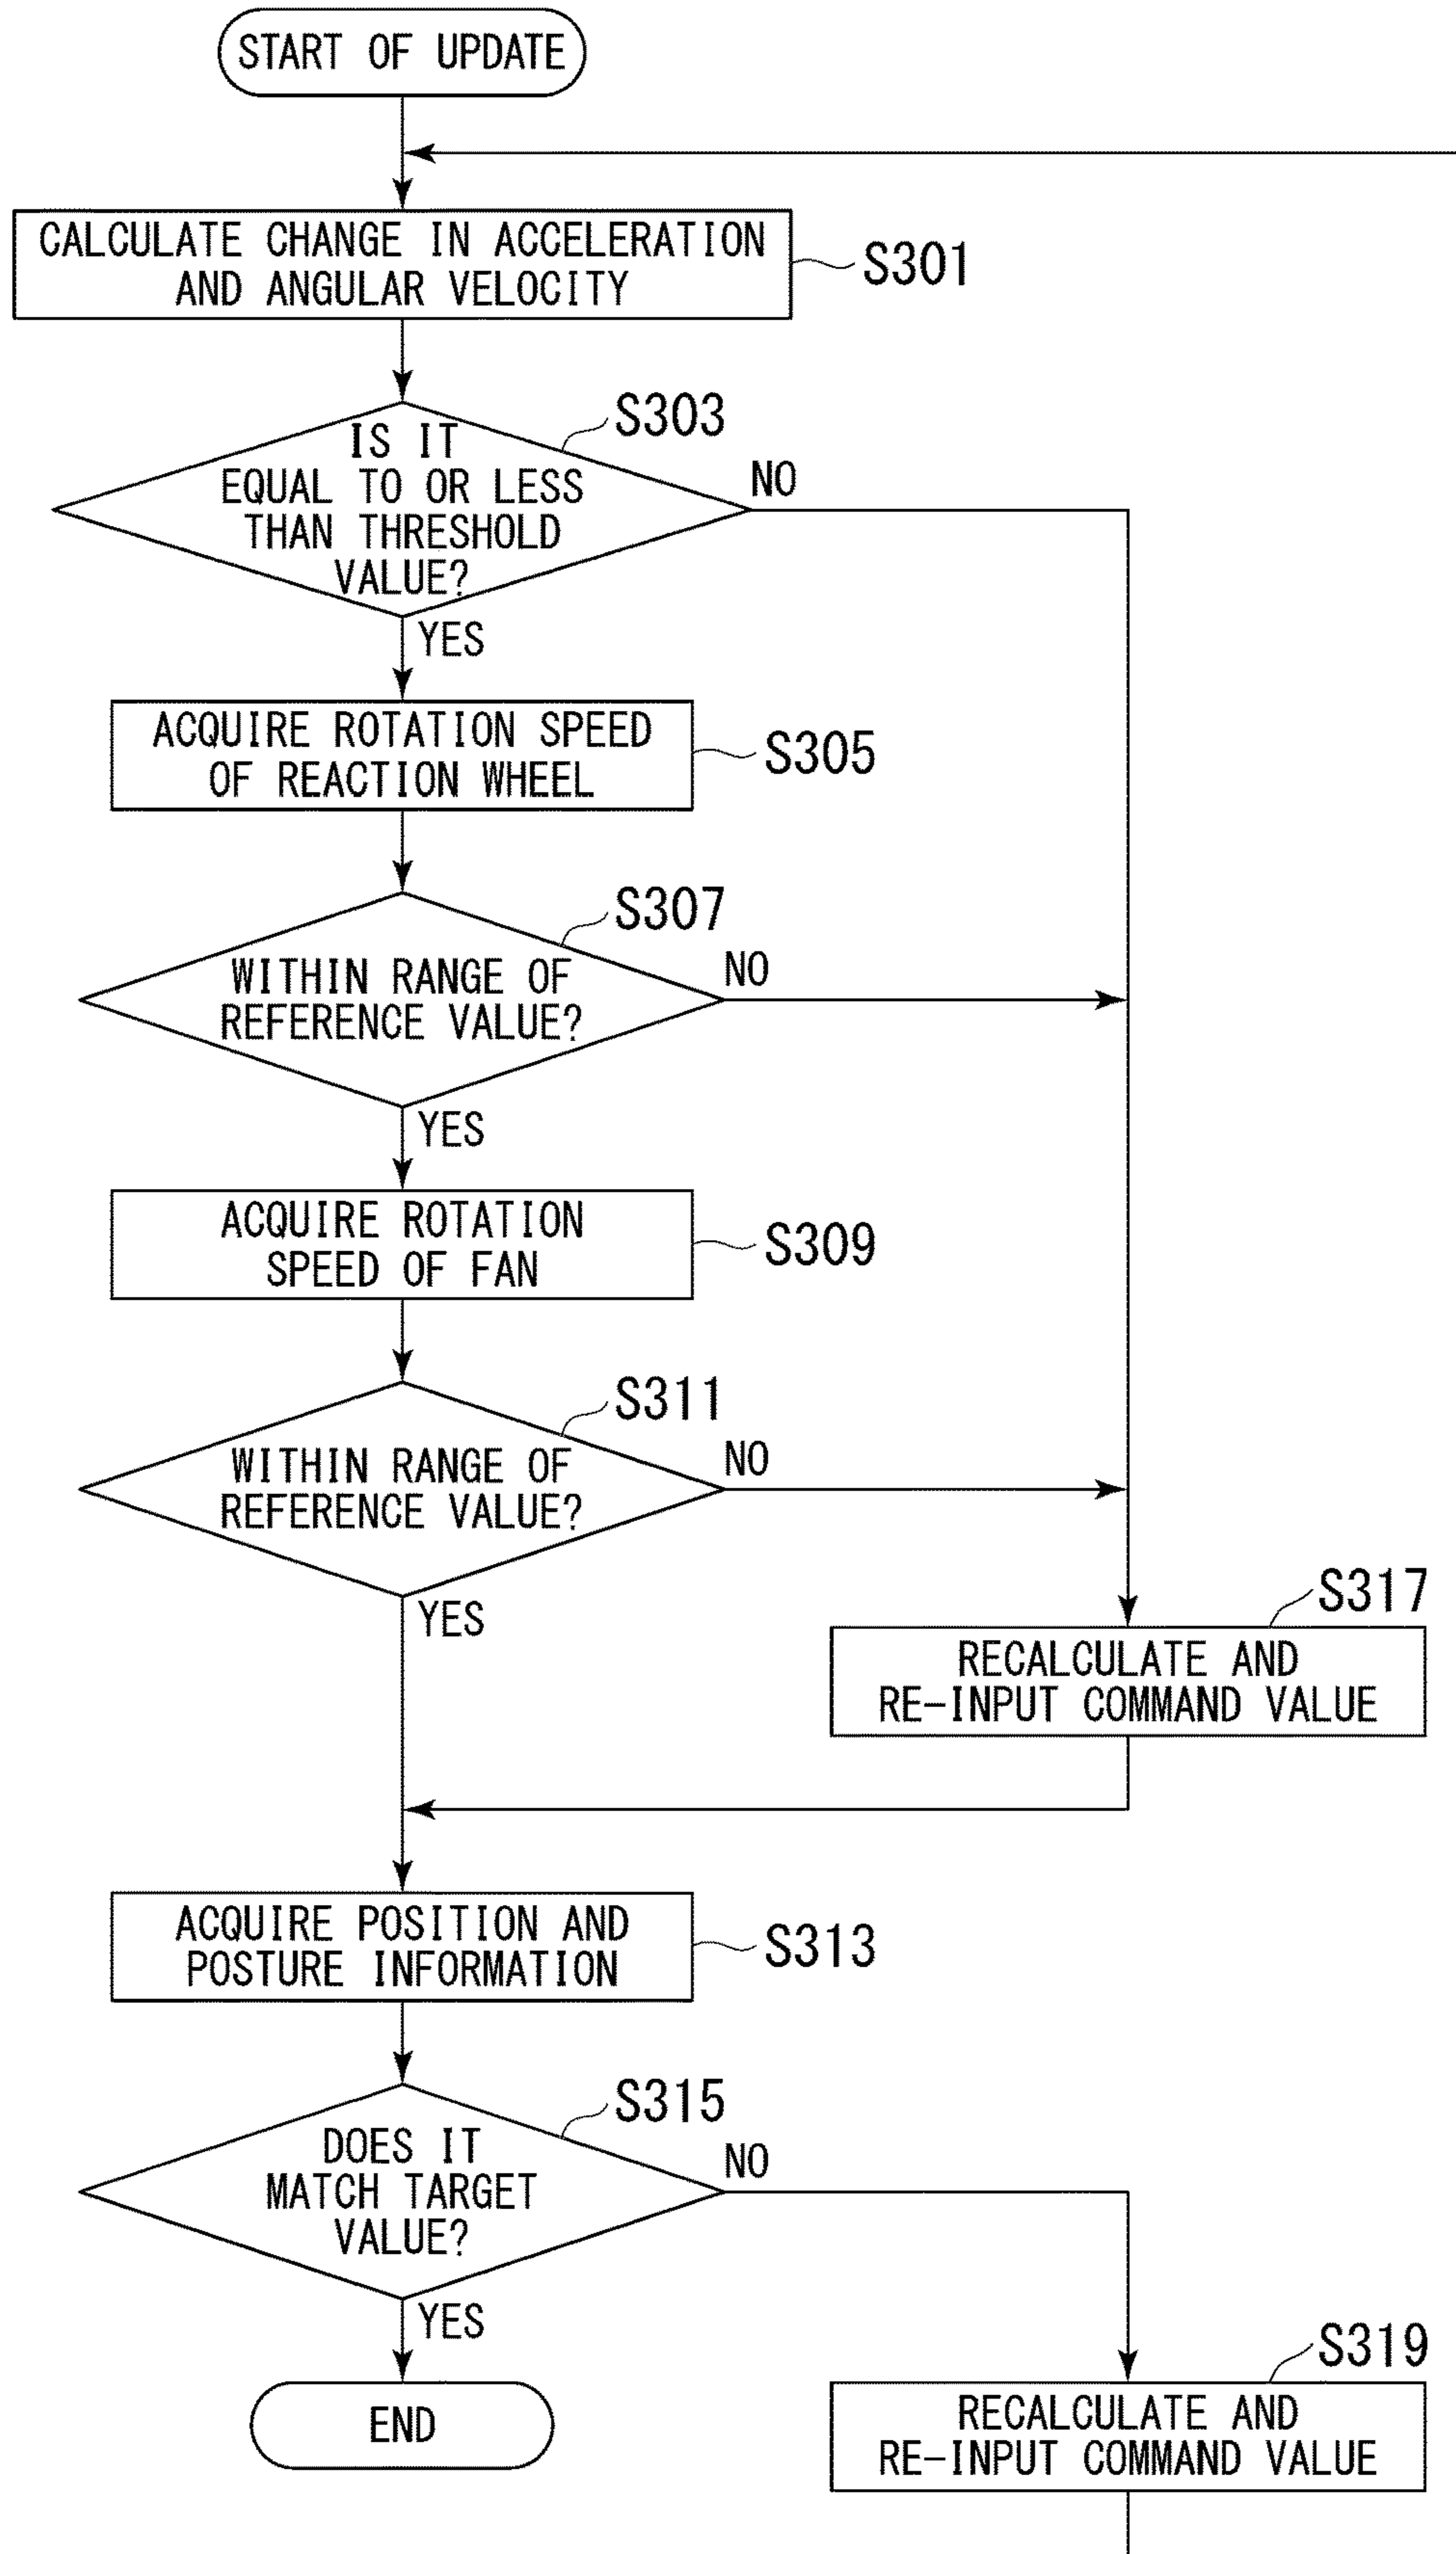 START OF UPDATE
CALCULATE CHANGE IN ACCELERATION
AND ANGULAR VELOCITY
S301
S303
IS IT
EQUAL TO OR LESS
THAN THRESHOLD
VALUE?
NO
YES
ACQUIRE ROTATION SPEED
OF REACTION WHEEL
S305
S307
WITHIN RANGE OF
REFERENCE VALUE?
NO
YES
ACQUIRE ROTATION
SPEED OF FAN
S309
S311
WITHIN RANGE OF
REFERENCE VALUE?
NO
YES
S317
RECALCULATE AND
RE-INPUT COMMAND VALUE
ACQUIRE POSITION AND
POSTURE INFORMATION
S313
S315
DOES IT
MATCH TARGET
VALUE?
NO
YES
END
S319
RECALCULATE AND
RE-INPUT COMMAND VALUE